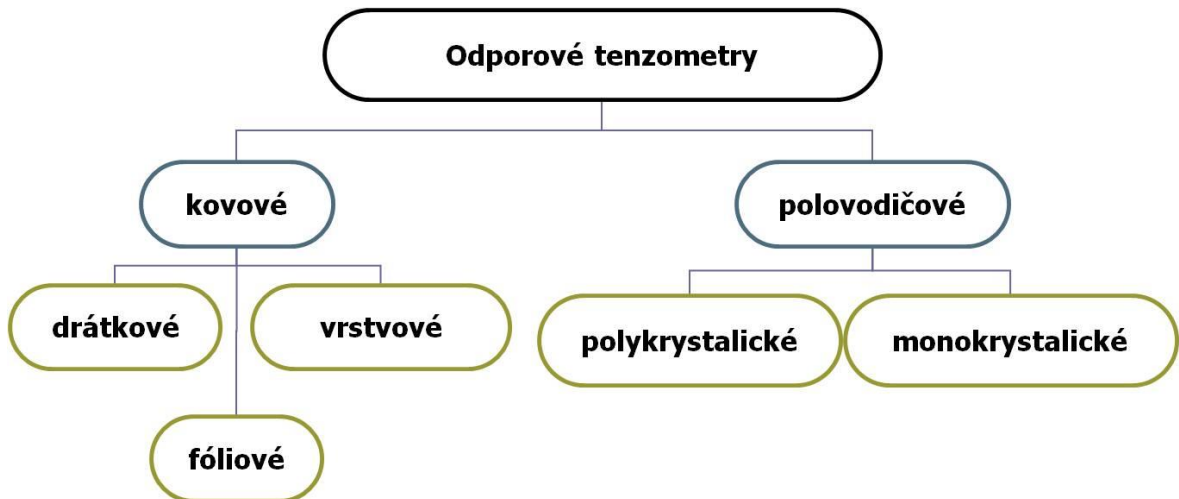 Odporové tenzometry
kovové
polovodičové
drátkové
vrstvové
polykrystalické
monokrystalické
fóliové